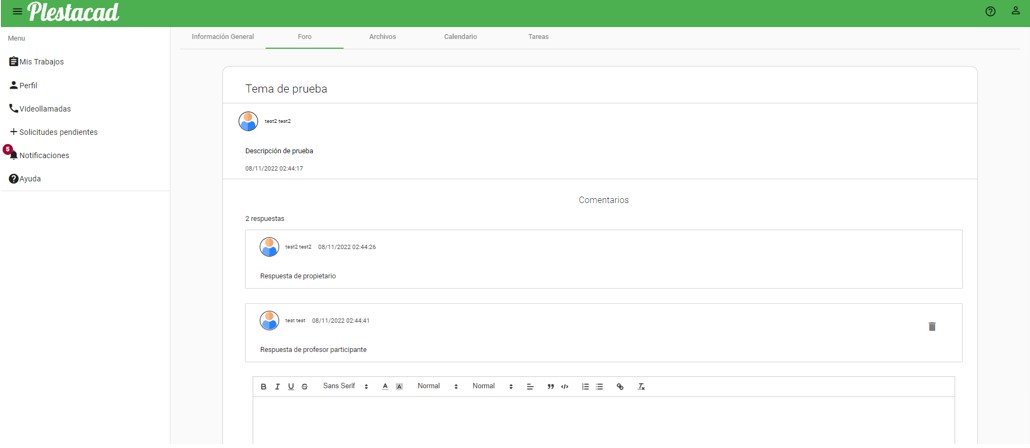 Plestacad
Menu
Mis Trabajos
Perfil
Videollamadas
Solicitudes pendientes
5
Notificaciones
Ayuda
Información General Foro Archivos Calendario Tareas
Tema de prueba
test2 test2
Descripción de prueba
08/11/2022 02:44:17
Comentarios
2 respuestas
test2 test2 08/11/2022 02:44:26
Respuesta de propietario
test test 08/11/2022 02:44:41
Respuesta de profesor participante
B I U S Sans Serif A A Normal Normal